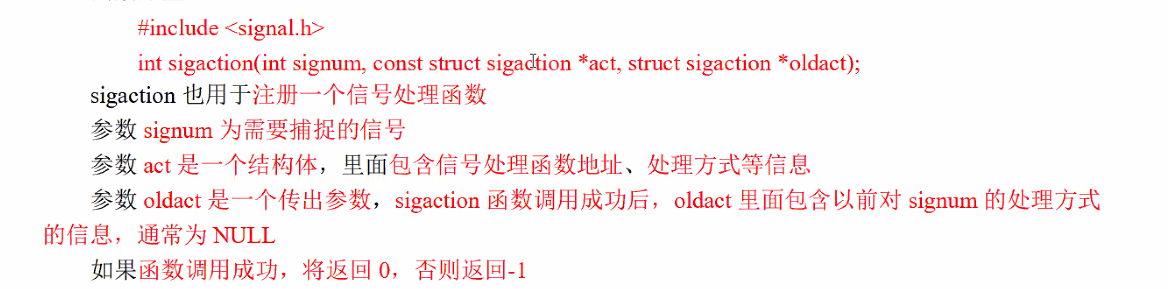 #include <signal.h>
int sigaction(int signum, const struct sigaction *act, struct sigaction *oldact);
sigaction 也用于注册一个信号处理函数
参数 signum 为需要捕捉的信号
参数 act 是一个结构体，里面包含信号处理函数地址、处理方式等信息
参数 oldact 是一个传出参数，sigaction 函数调用成功后，oldact 里面包含以前对 signum 的处理方式
的信息，通常为 NULL
如果函数调用成功，将返回 0，否则返回-1